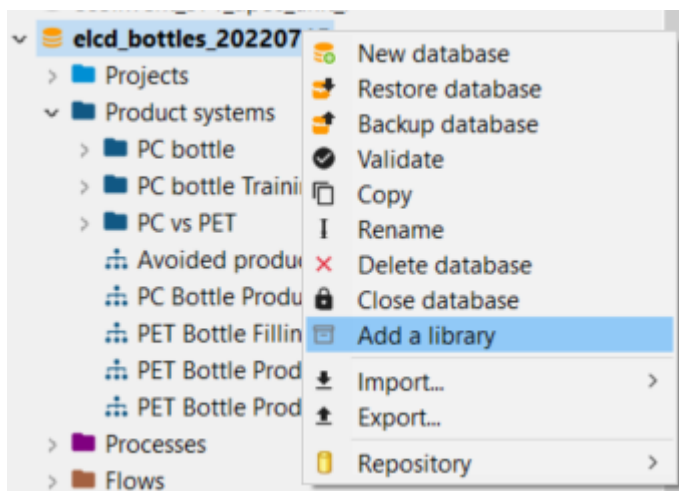 elcd_bottles_202207
Projects
Product systems
PC bottle
PC bottle Traini
PC vs PET
Avoided produ
PC Bottle Produ
PET Bottle Fillin
PET Bottle Prod
PET Bottle Prod
Processes
Flows
New database
Restore database
Backup database
Validate
Copy
Rename
Delete database
Close database
Add a library
Import...
Export...
Repository